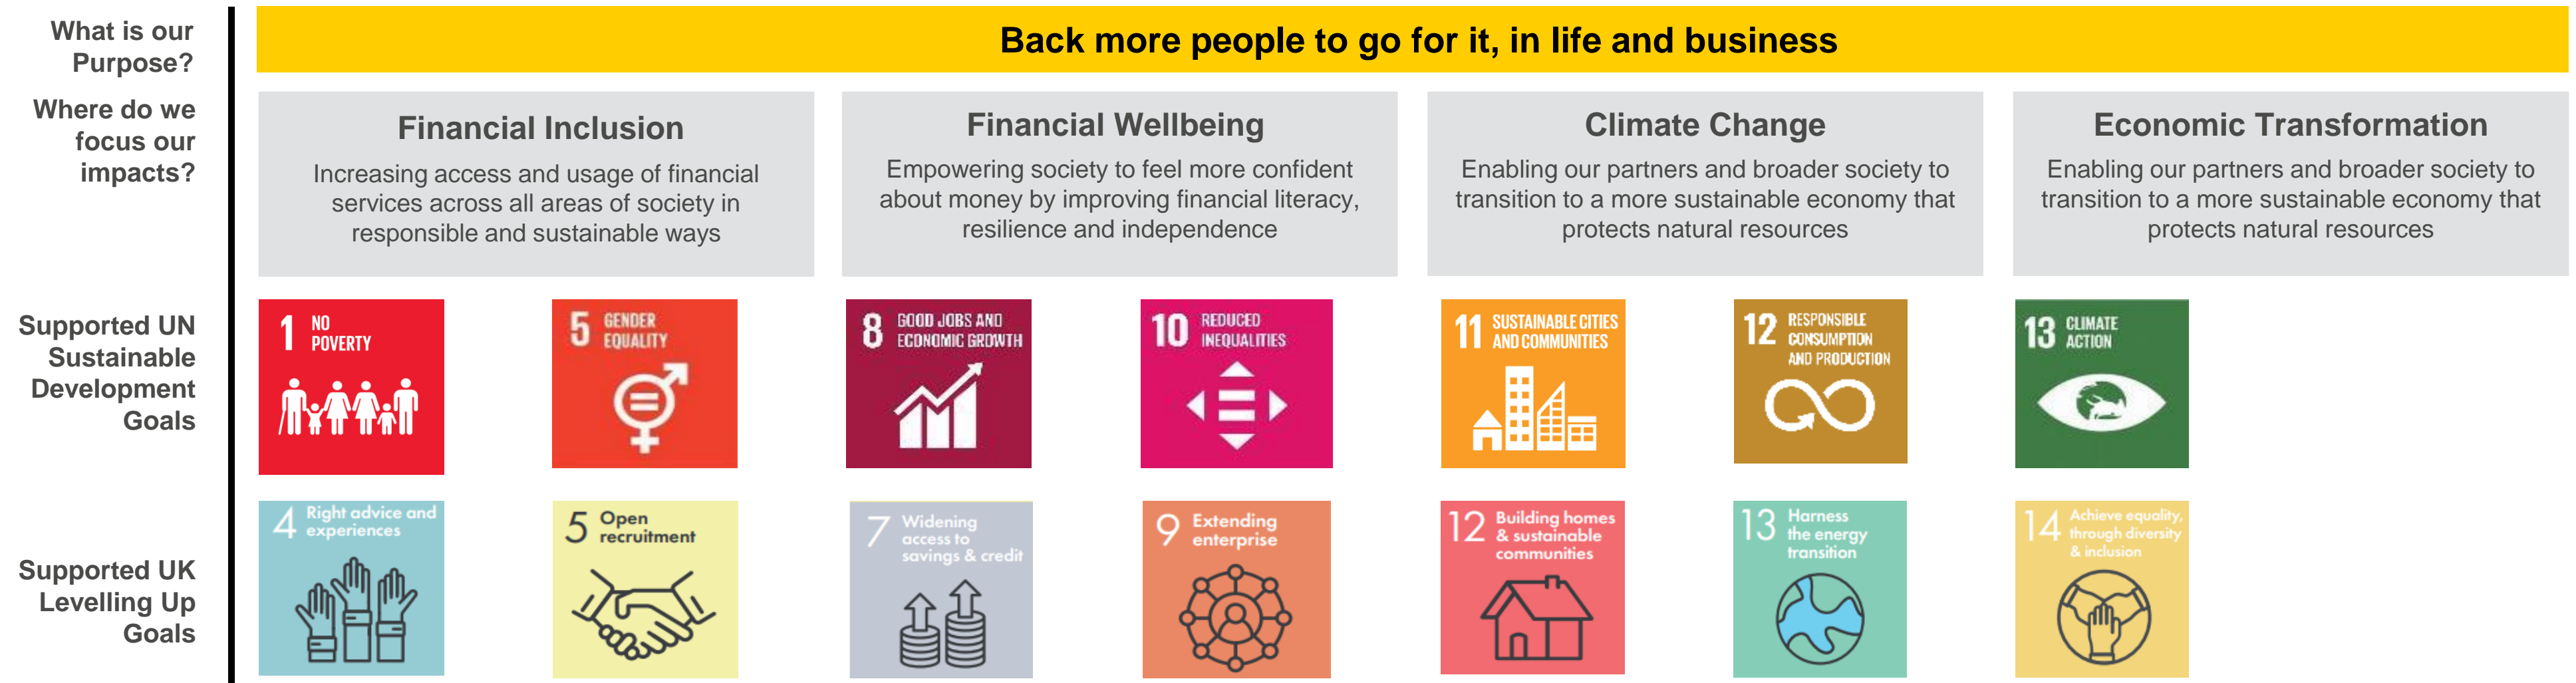 What is our
Purpose?
Back more people to go for it, in life and business
Where do we
focus our
impacts?
Financial Inclusion
Increasing access and usage of financial
services across all areas of society in
responsible and sustainable ways
Financial Wellbeing
Empowering society to feel more confident
about money by improving financial literacy,
resilience and independence
Climate Change
Enabling our partners and broader society to
transition to a more sustainable economy that
protects natural resources
Economic Transformation
Enabling our partners and broader society to
transition to a more sustainable economy that
protects natural resources
Supported UN
Sustainable
Development
Goals
1 NO
POVERTY
5 GENDER
EQUALITY
8 GOOD JOBS AND
ECONOMIC GROWTH
10 REDUCED
INEQUALITIES
11 SUSTAINABLE CITIES
AND COMMUNITIES
12 RESPONSIBLE
CONSUMPTION
AND PRODUCTION
13 CLIMATE
ACTION
Supported UK
Levelling Up
Goals
4 Right advice and
experiences
5 Open
recruitment
7 Widening
access to
savings & credit
9 Extending
enterprise
12 Building homes
& sustainable
communities
13 Harness
the energy
transition
14 Achieve equality,
through diversity
& inclusion